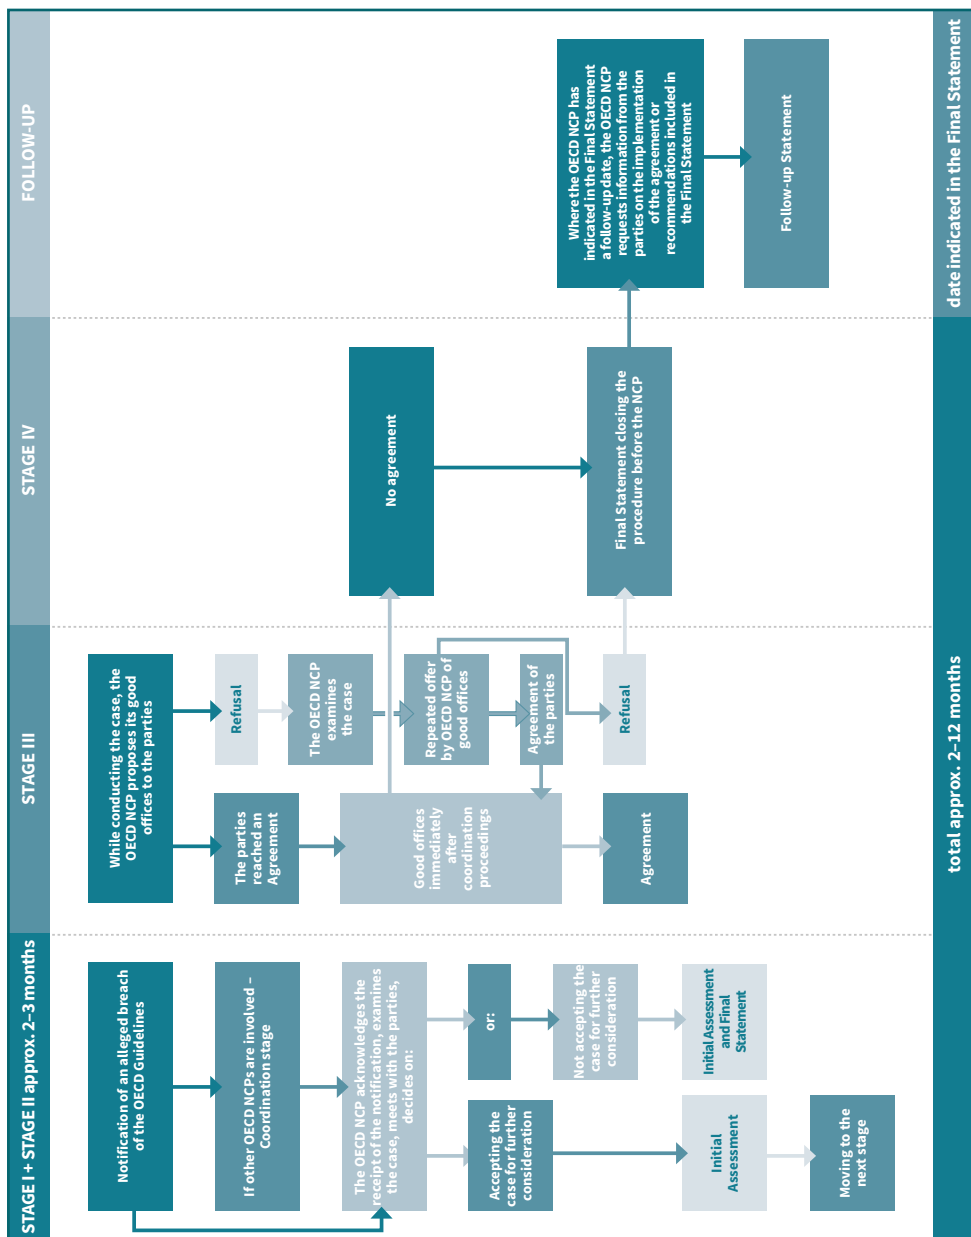 STAGE I + STAGE II approx. 2–3 months
Notification of an alleged breach
of the OECD Guidelines
If other OECD NCPs are involved –
Coordination stage
The OECD NCP acknowledges the
receipt of the notification, examines
the case, meets with the parties,
decides on:
Accepting the
case for further
consideration
or:
Not accepting the
case for further
consideration
Initial
Assessment
Initial Assessment
and Final
Statement
Moving to the
next stage
STAGE III
While conducting the case, the
OECD NCP proposes its good
offices to the parties
The parties
reached an
Agreement
Refusal
The OECD NCP
examines
the case
Good offices
immediately
after
coordination
proceedings
Repeated offer
by OECD NCP of
good offices
Agreement of
the parties
Agreement
Refusal
STAGE IV
No agreement
Final Statement closing the
procedure before the NCP
total approx. 2–12 months
FOLLOW-UP
Where the OECD NCP has
indicated in the Final Statement
a follow-up date, the OECD NCP
requests information from the
parties on the implementation
of the agreement or
recommendations included in
the Final Statement
Follow-up Statement
date indicated in the Final Statement